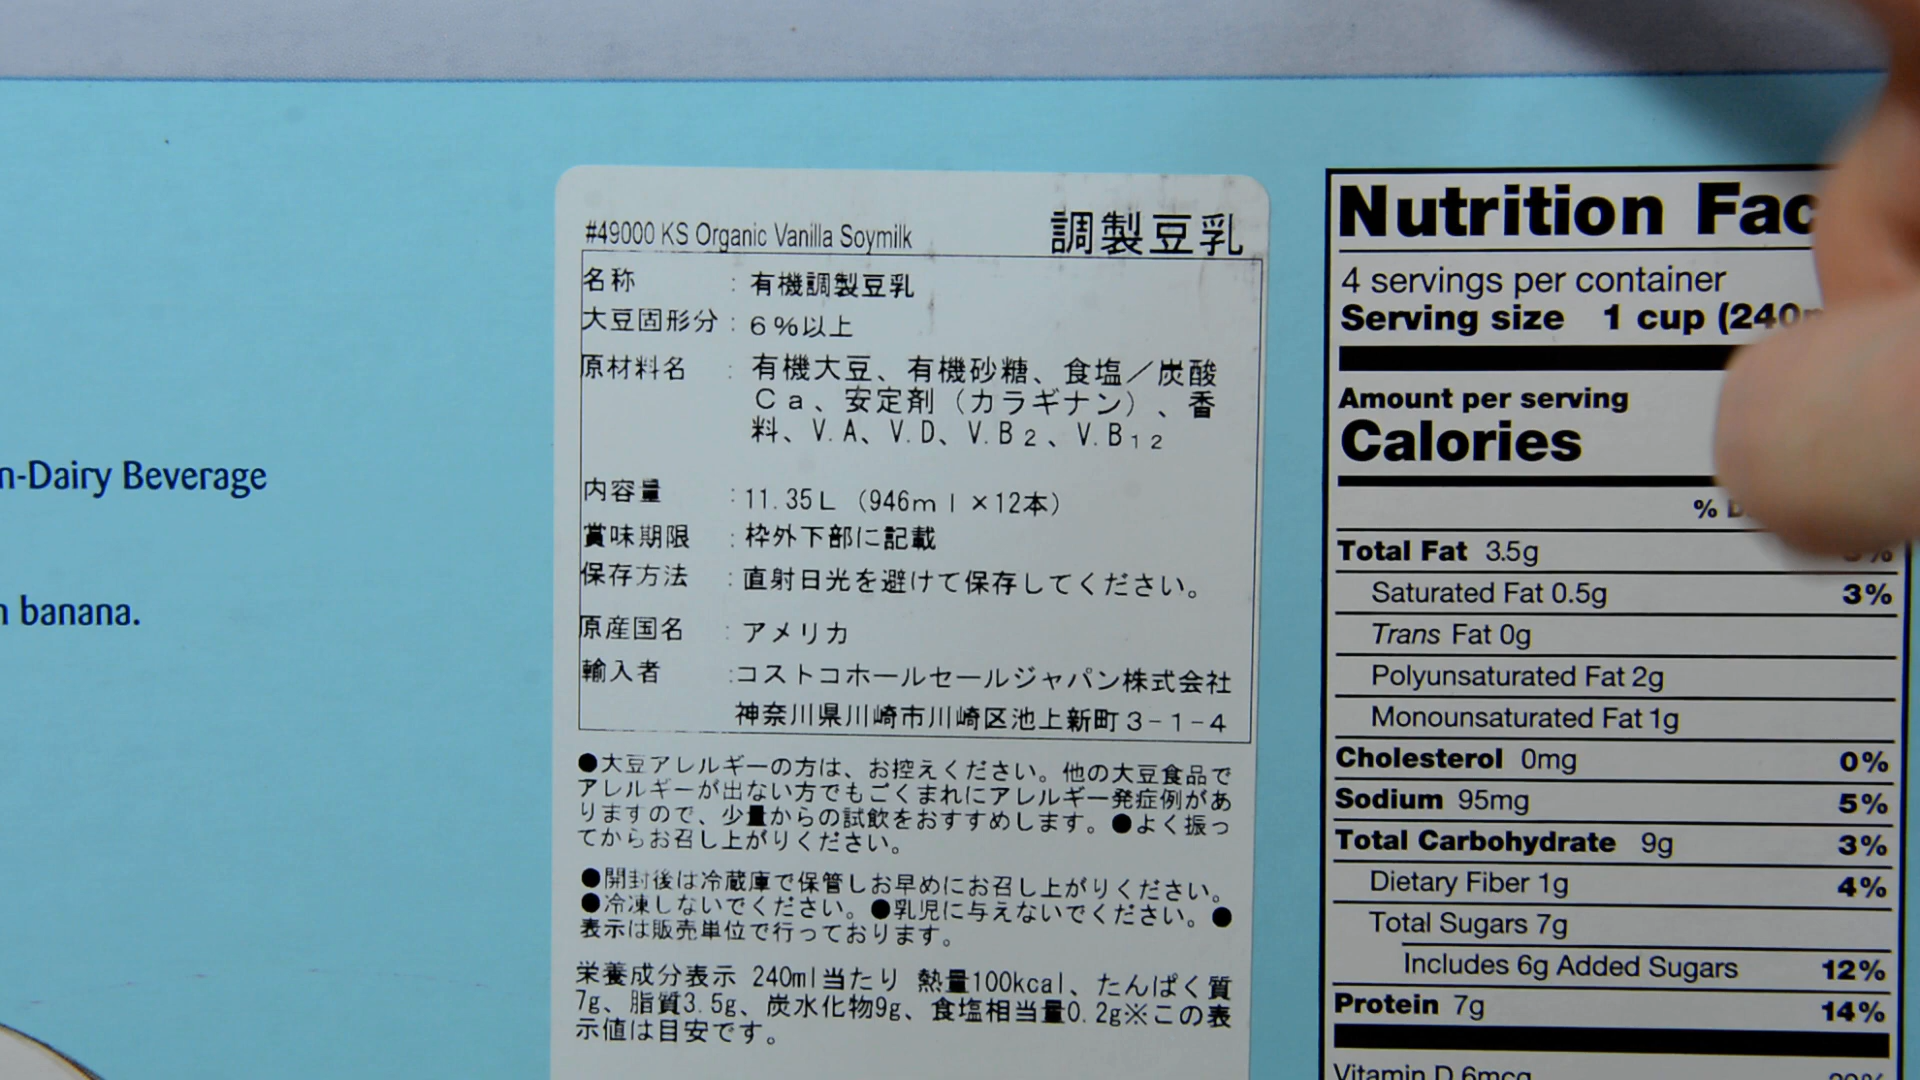 n-Dairy Beverage
banana.
#49000 KS Organic Vanilla Soymilk 調製豆乳
名称 : 有機調製豆乳
大豆固形分 : 6%以上
原材料名 : 有機大豆、有機砂糖、食塩／炭酸
Ca、安定剤（カラギナン）、香
料、V.A、V.D、V.B2、V.B12
内容量 : 11.35L（946ml×12本）
賞味期限 : 枠外下部に記載
保存方法 : 直射日光を避けて保存してください。
原産国名 : アメリカ
輸入者 :コストコホールセールジャパン株式会社
神奈川県川崎市川崎区池上新町3-1-4
●大豆アレルギーの方は、お控えください。他の大豆食品で
アレルギーが出ない方でもごくまれにアレルギー発症例があ
りますので、少量からの試飲をおすすめします。●よく振っ
てからお召し上がりください。
●開封後は冷蔵庫で保管しお早めにお召し上がりください。
●冷凍しないでください。●乳児に与えないでください。●
表示は販売単位で行っております。
栄養成分表示 240ml当たり 熱量100kcal、たんぱく質
7g、脂質3.5g、炭水化物9g、食塩相当量0.2g※この表
示値は目安です。
Nutrition Fac
4 servings per container
Serving size 1 cup (240
Amount per serving
Calories
%
Total Fat 3.5g
Saturated Fat 0.5g 3%
Trans Fat 0g
Polyunsaturated Fat 2g
Monounsaturated Fat 1g
Cholesterol 0mg 0%
Sodium 95mg 5%
Total Carbohydrate 9g 3%
Dietary Fiber 1g 4%
Total Sugars 7g
Includes 6g Added Sugars 12%
Protein 7g 14%
Vitamin D 6mcg